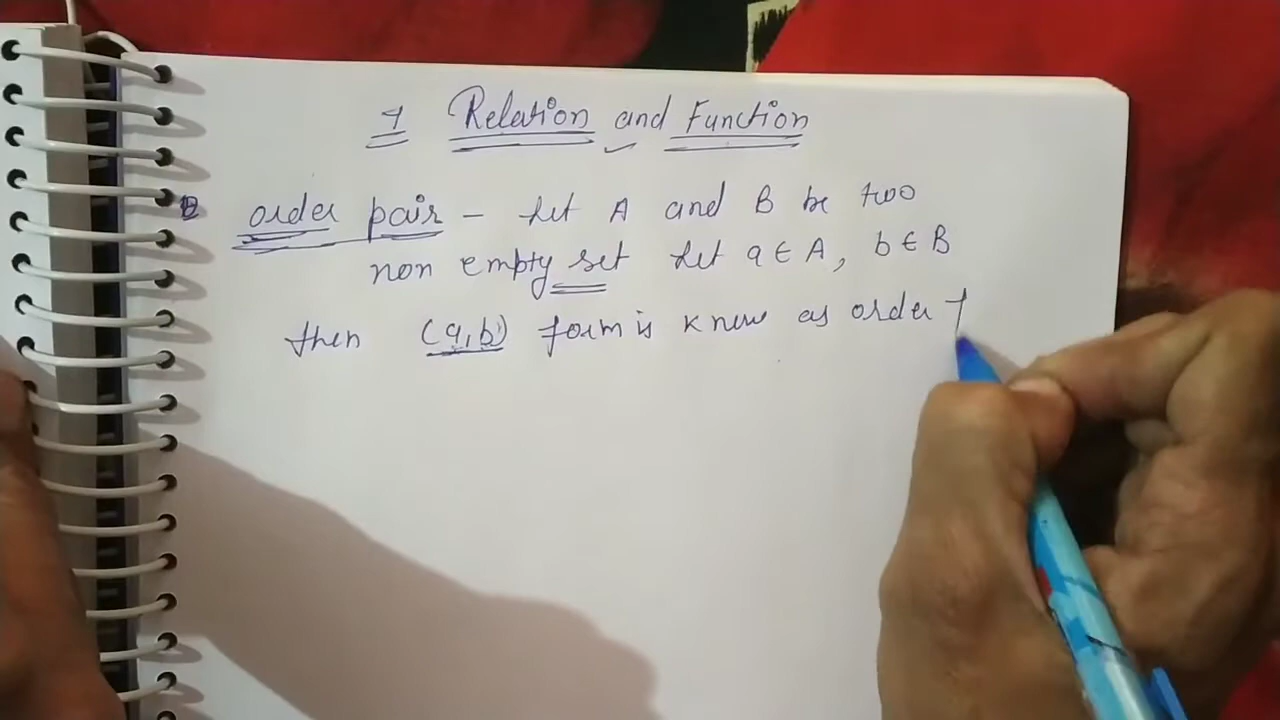 1 Relation and Function
order pair - Let A and B be two
non empty set Let a ∈ A, b ∈ B
then (a,b) form is know as order